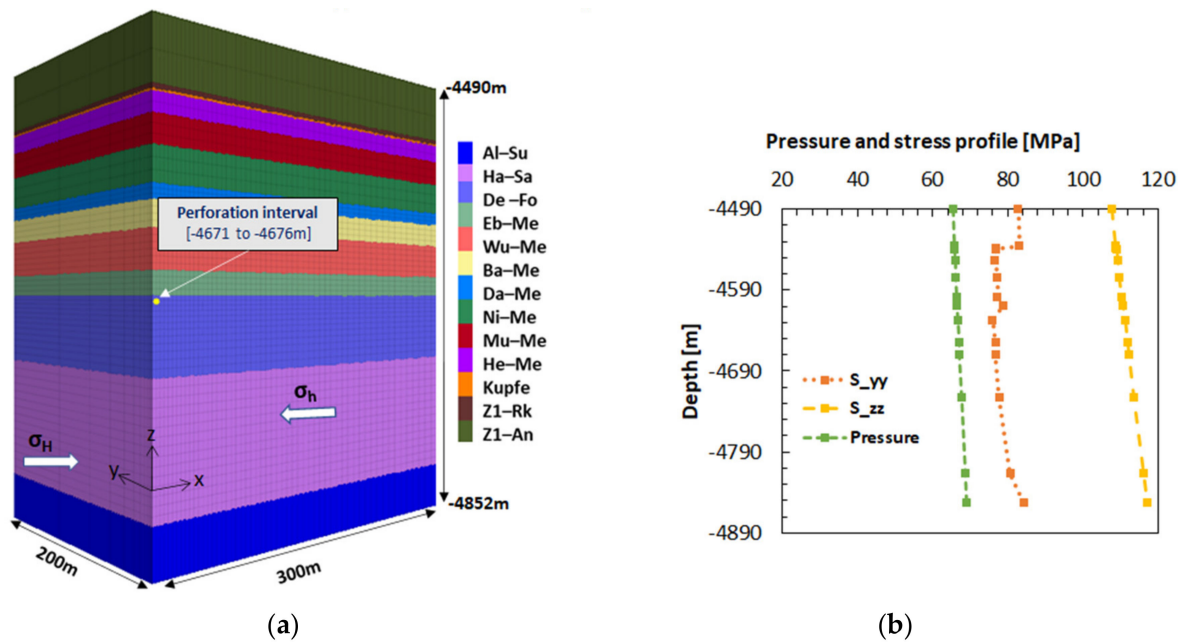 -4490m
Al–Su
Ha–Sa
De –Fo
Eb–Me
Wu–Me
Ba–Me
Da–Me
Ni–Me
Mu–Me
He–Me
Kupfe
Z1–Rk
Z1–An
Perforation interval
[-4671 to -4676m]
σh
σH
z
y
x
-4852m
200m
300m
(a)
Pressure and stress profile [MPa]
20 40 60 80 100 120
-4490
-4590
-4690
-4790
-4890
Depth [m]
S_yy
S_zz
Pressure
(b)